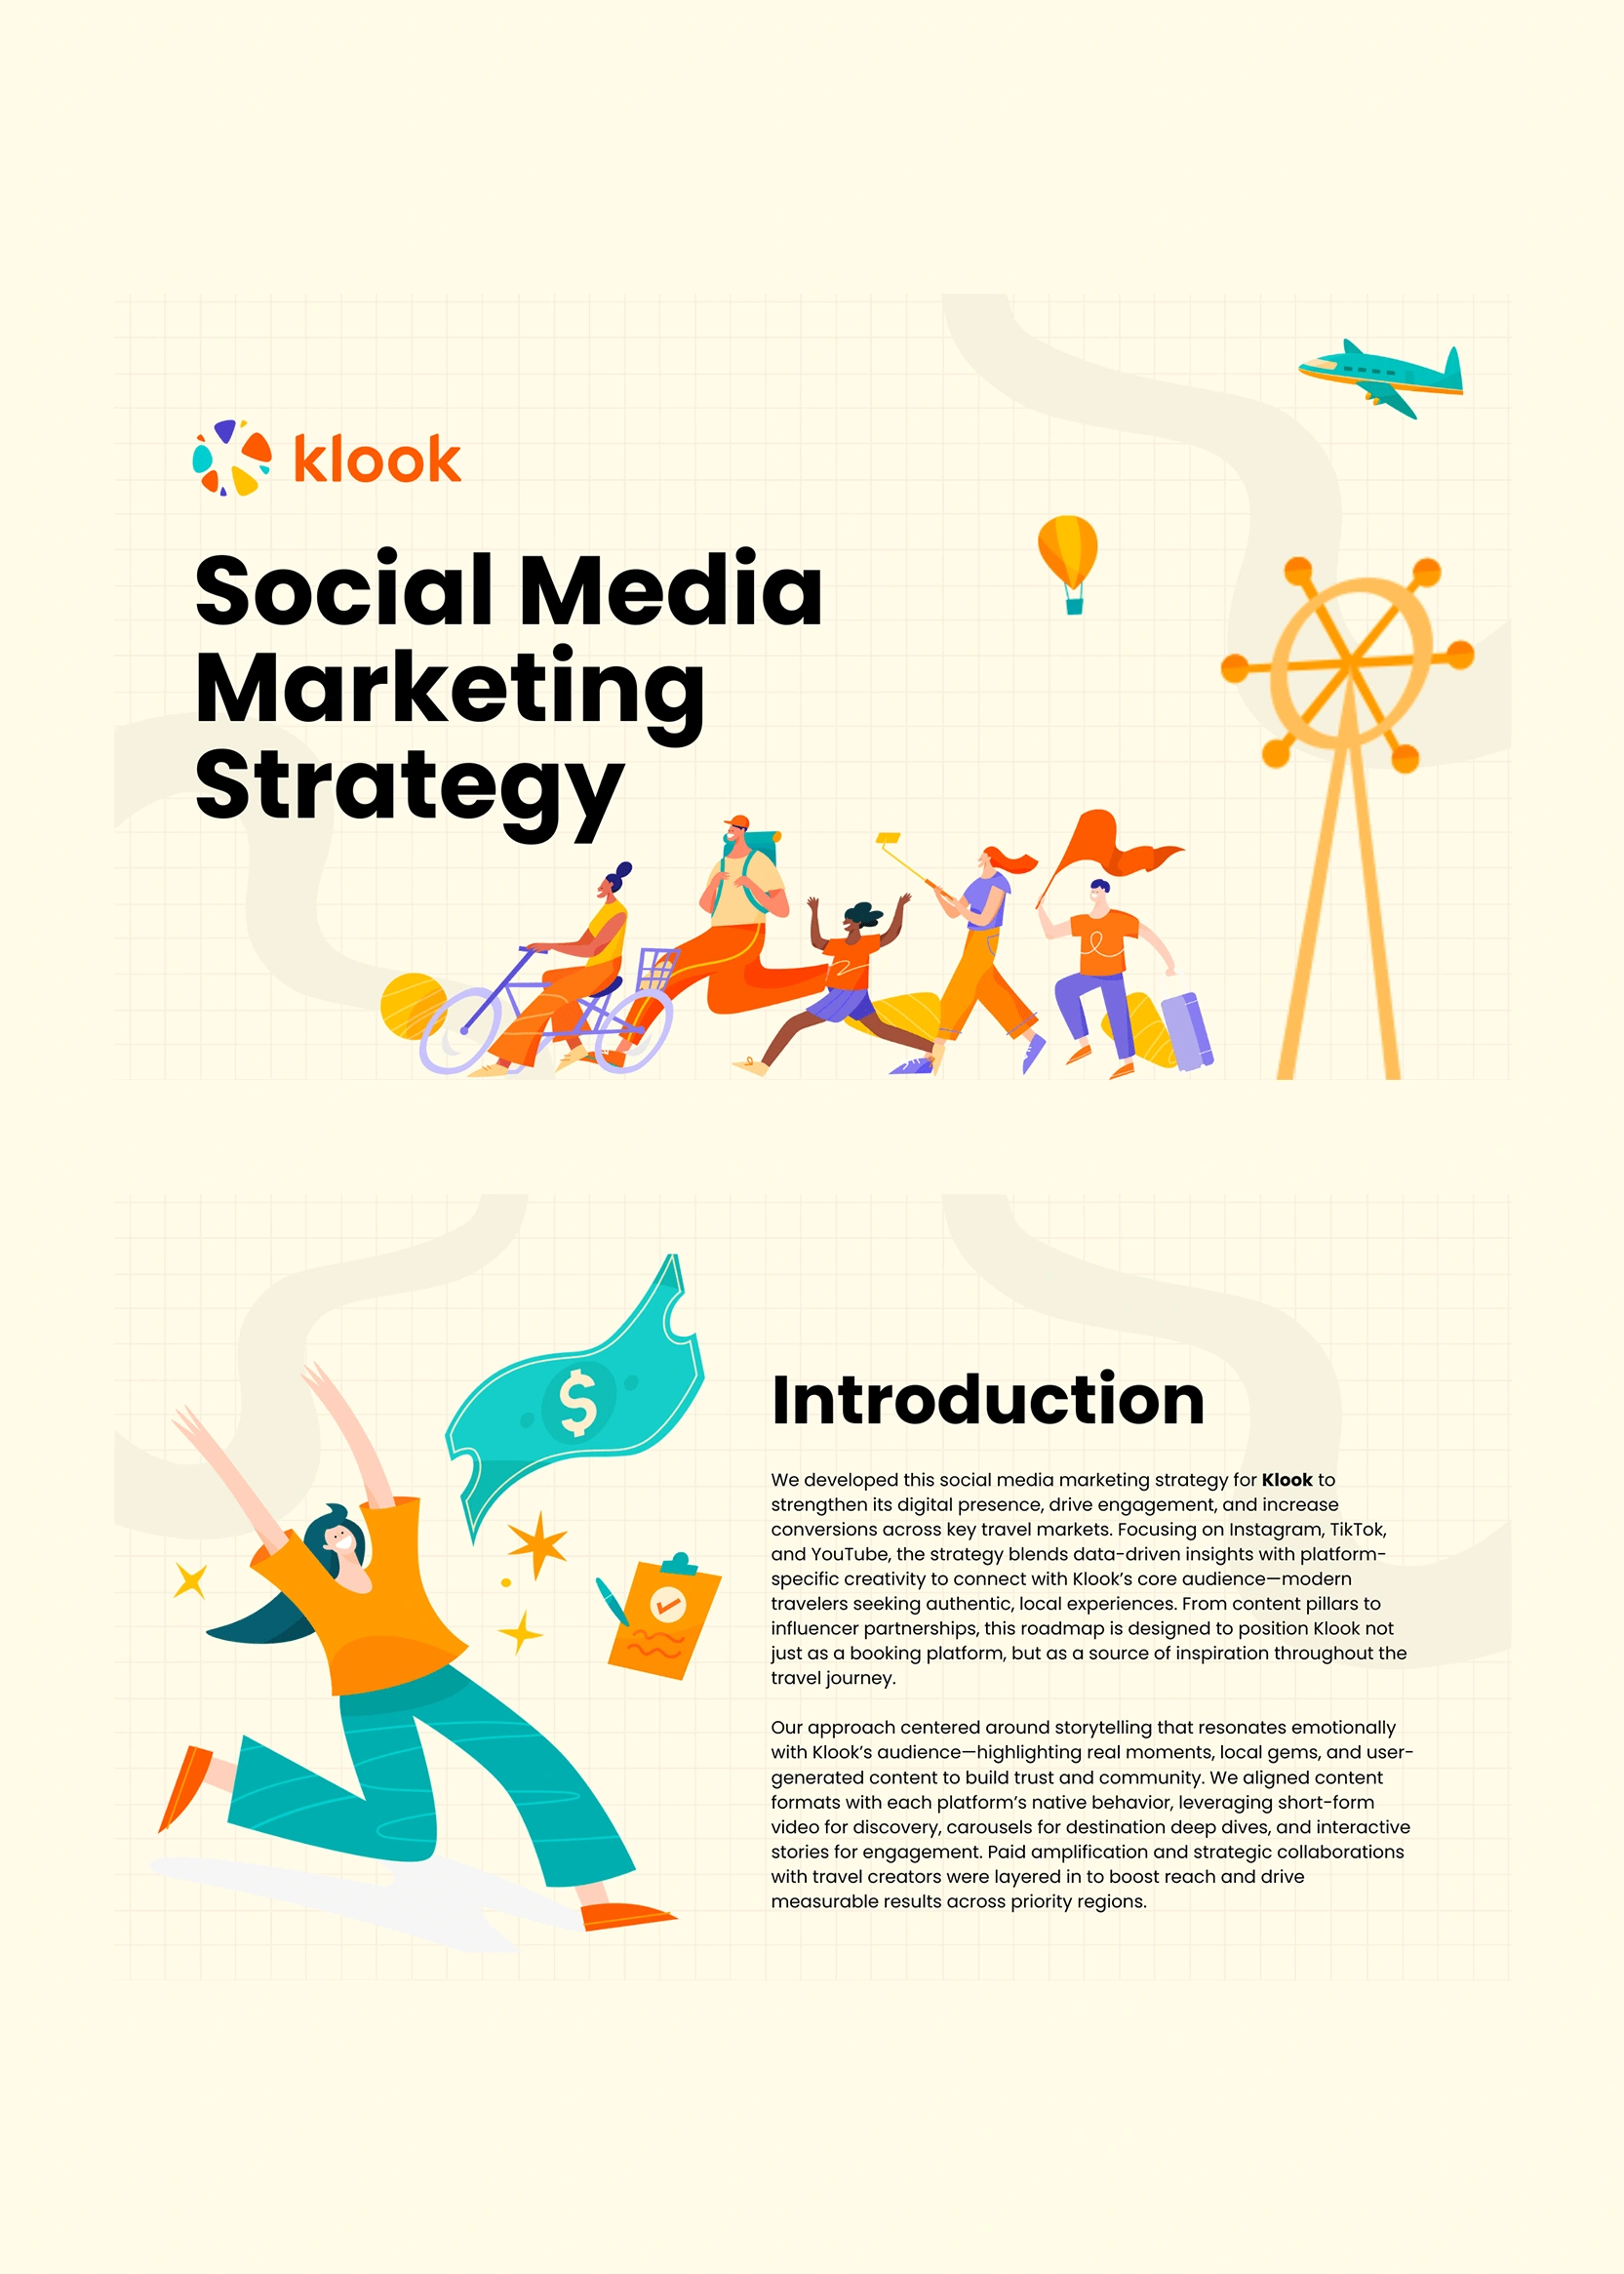 klook
Social Media
Marketing
Strategy
$
Introduction
We developed this social media marketing strategy for Klook to
strengthen its digital presence, drive engagement, and increase
conversions across key travel markets. Focusing on Instagram, TikTok,
and YouTube, the strategy blends data-driven insights with platform-
specific creativity to connect with Klook’s core audience—modern
travelers seeking authentic, local experiences. From content pillars to
influencer partnerships, this roadmap is designed to position Klook not
just as a booking platform, but as a source of inspiration throughout the
travel journey.
Our approach centered around storytelling that resonates emotionally
with Klook’s audience—highlighting real moments, local gems, and user-
generated content to build trust and community. We aligned content
formats with each platform’s native behavior, leveraging short-form
video for discovery, carousels for destination deep dives, and interactive
stories for engagement. Paid amplification and strategic collaborations
with travel creators were layered in to boost reach and drive
measurable results across priority regions.